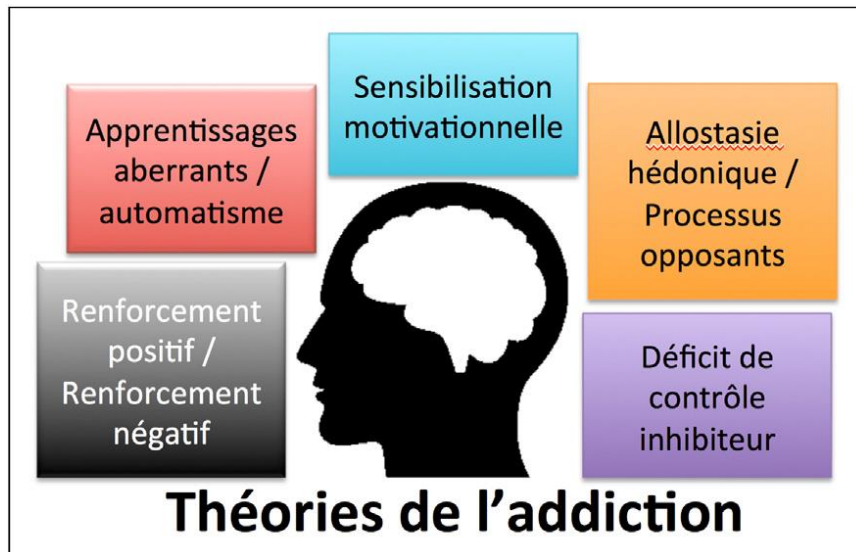 Sensibilisation
motivationnelle
Apprentissages
aberrants /
automatisme
Allostasie
hédonique /
Processus
opposants
Renforcement
positif /
Renforcement
négatif
Déficit de
contrôle
inhibiteur
Théories de l'addiction